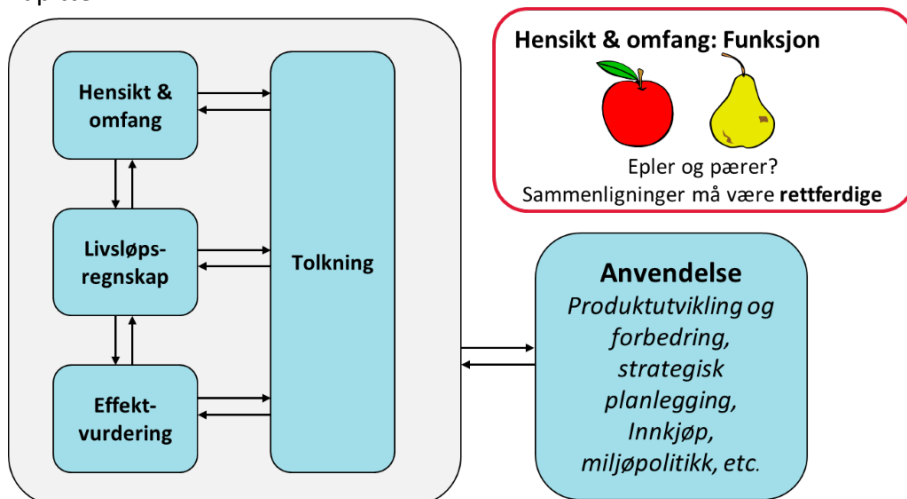 Hensikt &
omfang
Livsløps-
regnskap
Effekt-
vurdering
Tolkning
Hensikt & omfang: Funksjon
Epler og pærer?
Sammenligninger må være rettferdige
Anvendelse
Produktutvikling og
forbedring,
strategisk
planlegging,
Innkjøp,
miljøpolitikk, etc.